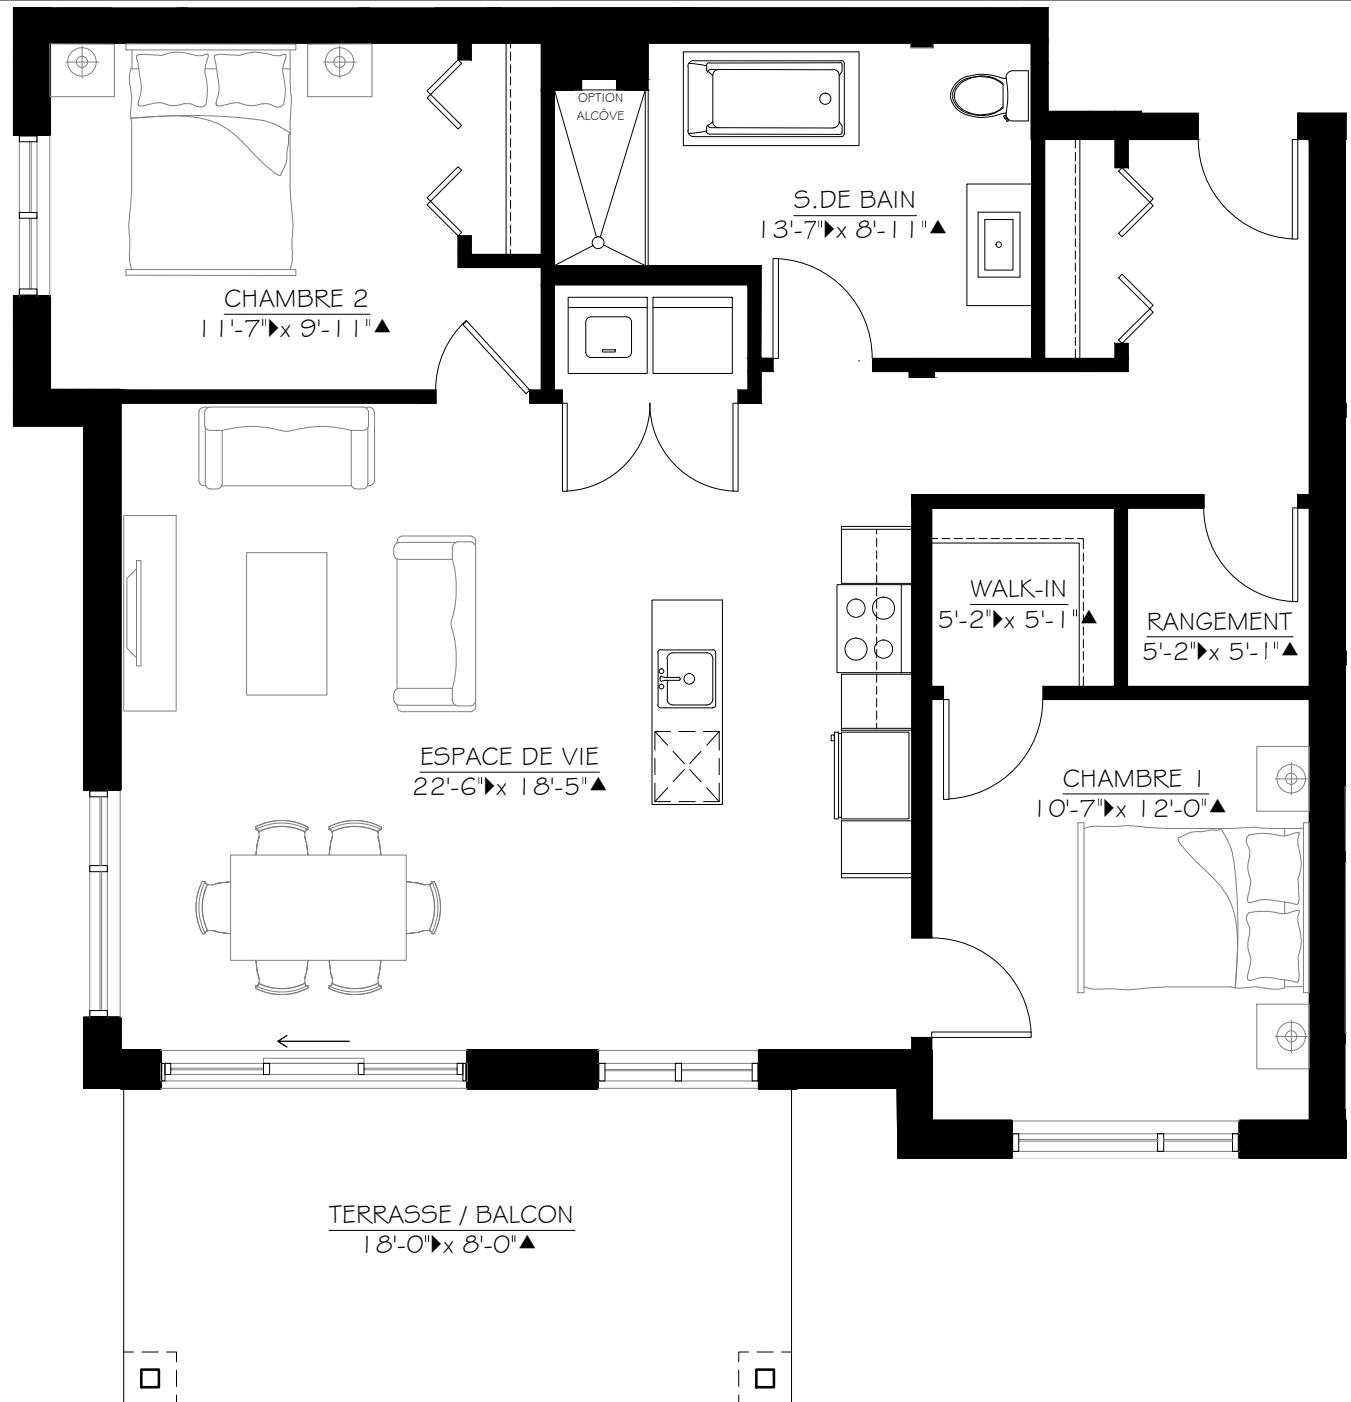 OPTION
ALCÔVE
S.DE BAIN
13'-7"▶x 8'-11"▲
CHAMBRE 2
11'-7"▶x 9'-11"▲
WALK-IN
5'-2"▶x 5'-1"▲
RANGEMENT
5'-2"▶x 5'-1"▲
ESPACE DE VIE
22'-6"▶x 18'-5"▲
CHAMBRE 1
10'-7"▶x 12'-0"▲
TERRASSE / BALCON
18'-0"▶x 8'-0"▲